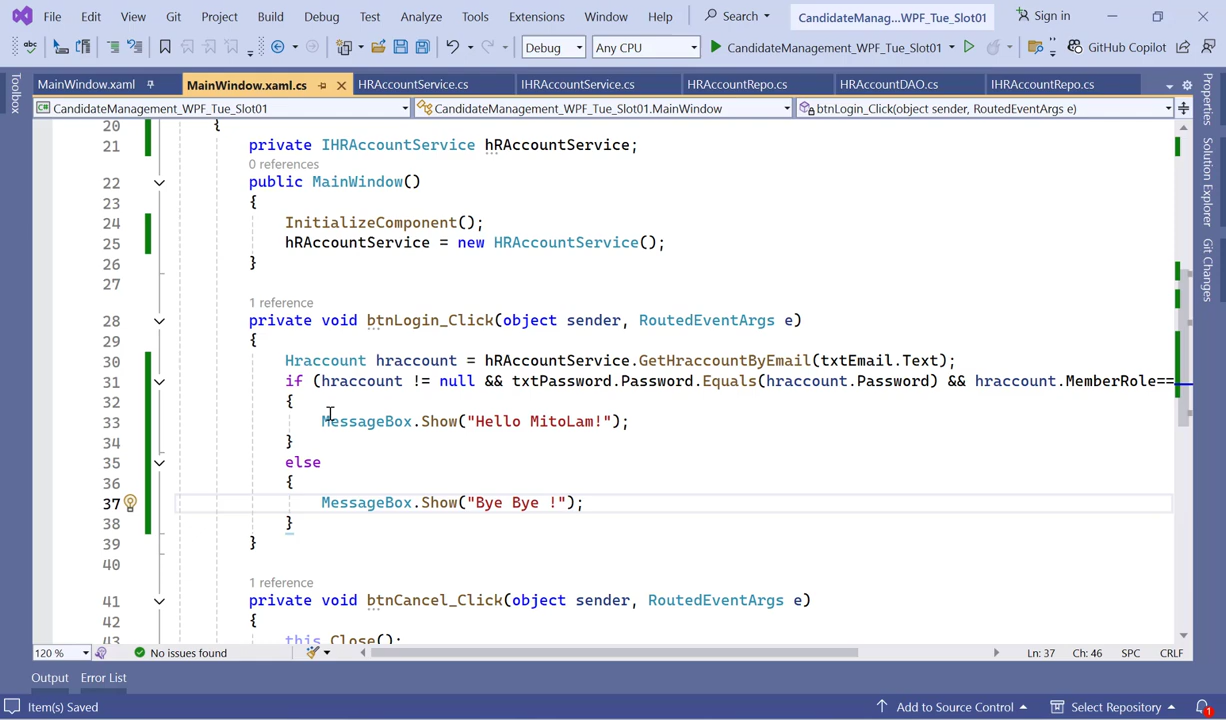 File Edit View Git Project Build Debug Test Analyze Tools Extensions Window Help Search CandidateManag...WPF_Tue_Slot01 Sign in
Debug Any CPU CandidateManagement_WPF_Tue_Slot01 GitHub Copilot
MainWindow.xaml MainWindow.xaml.cs HRAccountService.cs IHRAccountService.cs HRAccountRepo.cs HRAccountDAO.cs IHRAccountRepo.cs
CandidateManagement_WPF_Tue_Slot01 CandidateManagement_WPF_Tue_Slot01.MainWindow btnLogin_Click(object sender, RoutedEventArgs e)
Toolbox
Properties
Solution Explorer
Git Changes
20 {
21 private IHRAccountService hRAccountService;
0 references
22 public MainWindow()
23 {
24 InitializeComponent();
25 hRAccountService = new HRAccountService();
26 }
27
1 reference
28 private void btnLogin_Click(object sender, RoutedEventArgs e)
29 {
30 Hraccount hraccount = hRAccountService.GetHraccountByEmail(txtEmail.Text);
31 if (hraccount != null && txtPassword.Password.Equals(hraccount.Password) && hraccount.MemberRole==
32 {
33 MessageBox.Show("Hello MitoLam!");
34 }
35 else
36 {
37 MessageBox.Show("Bye Bye !");
38 }
39 }
40
1 reference
41 private void btnCancel_Click(object sender, RoutedEventArgs e)
42 {
43 this.Close();
120 % No issues found Ln: 37 Ch: 46 SPC CRLF
Output Error List
Item(s) Saved Add to Source Control Select Repository 1